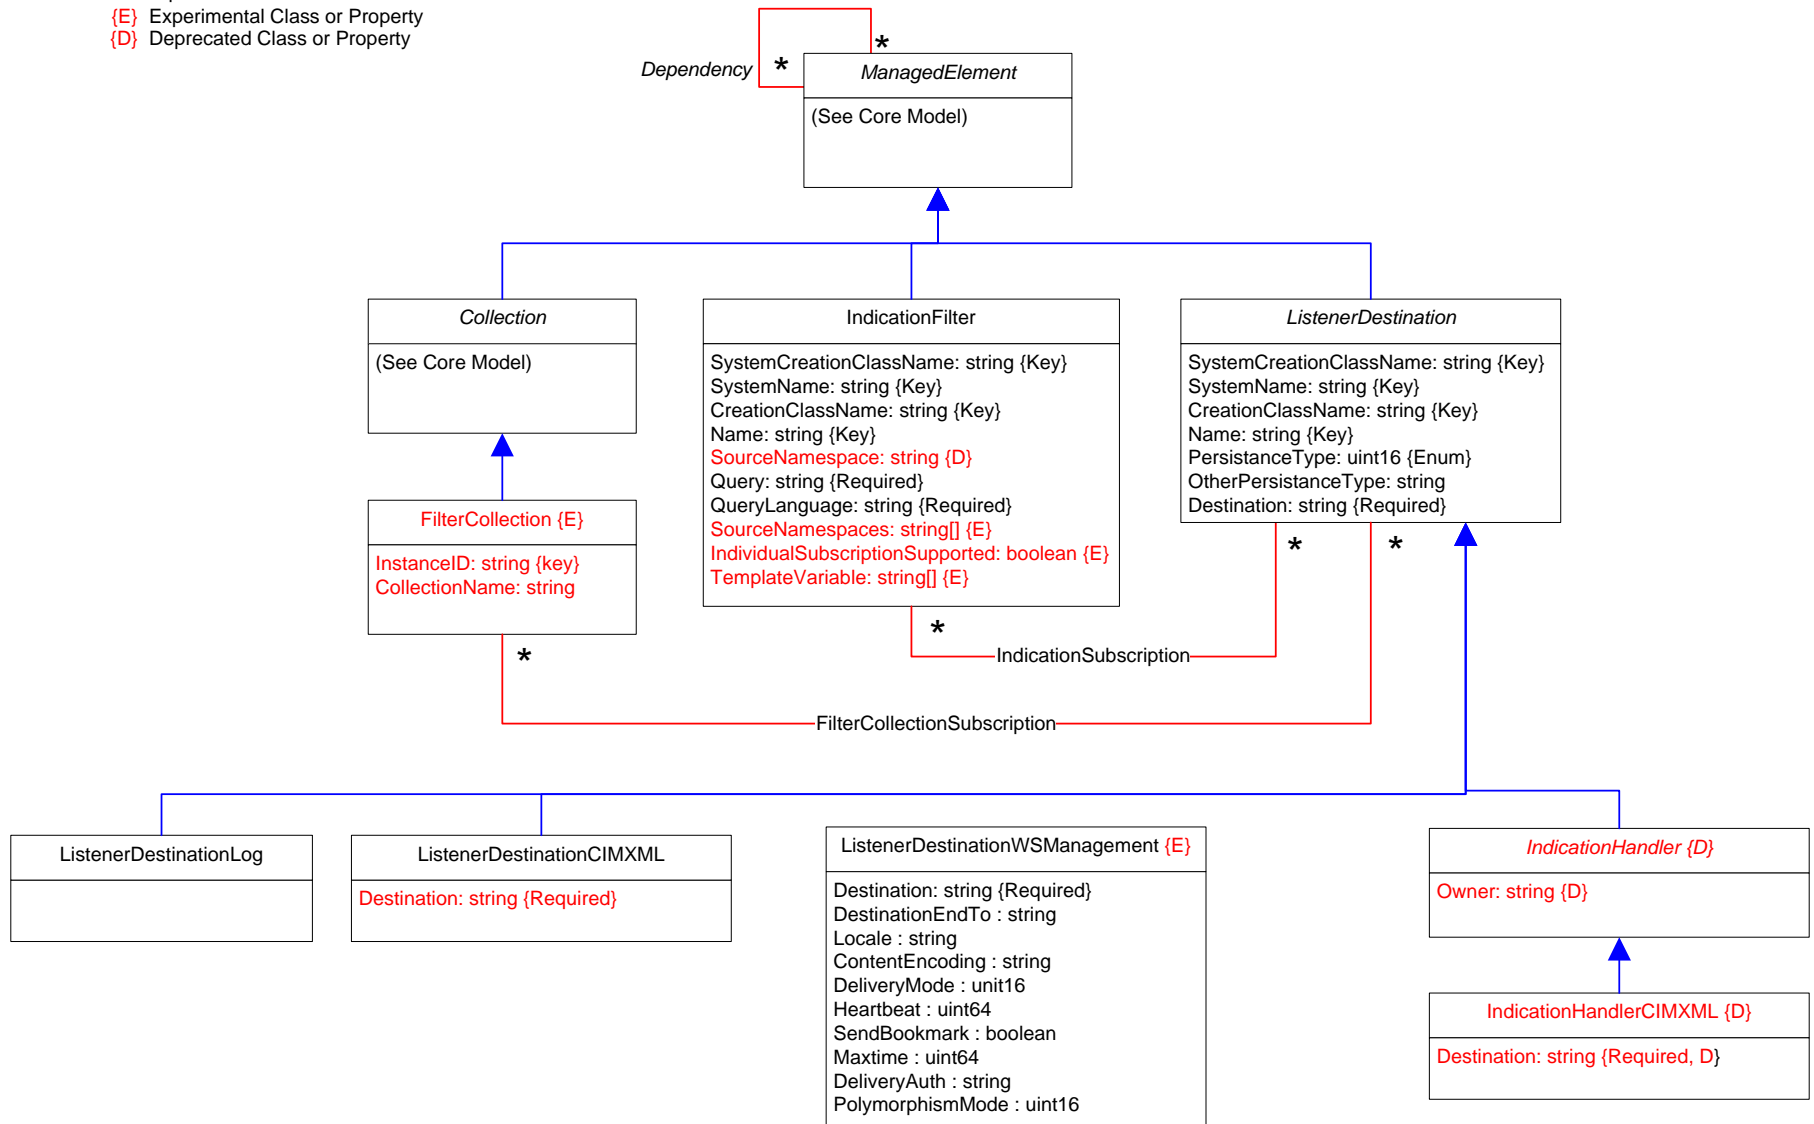 {E} Experimental Class or Property
{D} Deprecated Class or Property
Dependency
*
*
ManagedElement
(See Core Model)
Collection
(See Core Model)
IndicationFilter
SystemCreationClassName: string {Key}
SystemName: string {Key}
CreationClassName: string {Key}
Name: string {Key}
SourceNamespace: string {D}
Query: string {Required}
QueryLanguage: string {Required}
SourceNamespaces: string[] {E}
IndividualSubscriptionSupported: boolean {E}
TemplateVariable: string[] {E}
ListenerDestination
SystemCreationClassName: string {Key}
SystemName: string {Key}
CreationClassName: string {Key}
Name: string {Key}
PersistanceType: uint16 {Enum}
OtherPersistanceType: string
Destination: string {Required}
FilterCollection {E}
InstanceID: string {key}
CollectionName: string
*
*
*
*
IndicationSubscription
FilterCollectionSubscription
ListenerDestinationLog
ListenerDestinationCIMXML
Destination: string {Required}
ListenerDestinationWSManagement {E}
Destination: string {Required}
DestinationEndTo : string
Locale : string
ContentEncoding : string
DeliveryMode : unit16
Heartbeat : uint64
SendBookmark : boolean
Maxtime : uint64
DeliveryAuth : string
PolymorphismMode : uint16
IndicationHandler {D}
Owner: string {D}
IndicationHandlerCIMXML {D}
Destination: string {Required, D}